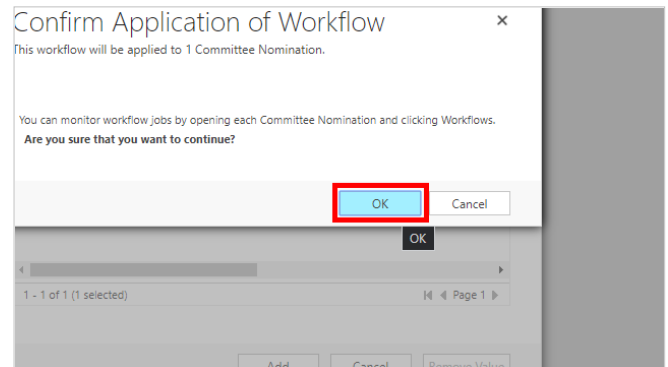 Confirm Application of Workflow
This workflow will be applied to 1 Committee Nomination.
You can monitor workflow jobs by opening each Committee Nomination and clicking Workflows.
Are you sure that you want to continue?
OK Cancel
OK
1 - 1 of 1 (1 selected) Page 1
Add Cancel Remove Value